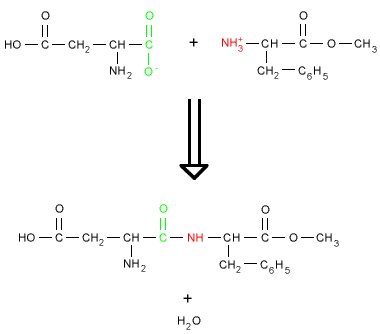 O O O
HO C CH₂ CH C + NH₃⁺ CH C O CH₃
NH₂ O⁻ CH₂ C₆H₅
O O O
HO C CH₂ CH C NH CH C O CH₃
NH₂ CH₂ C₆H₅
+
H₂O